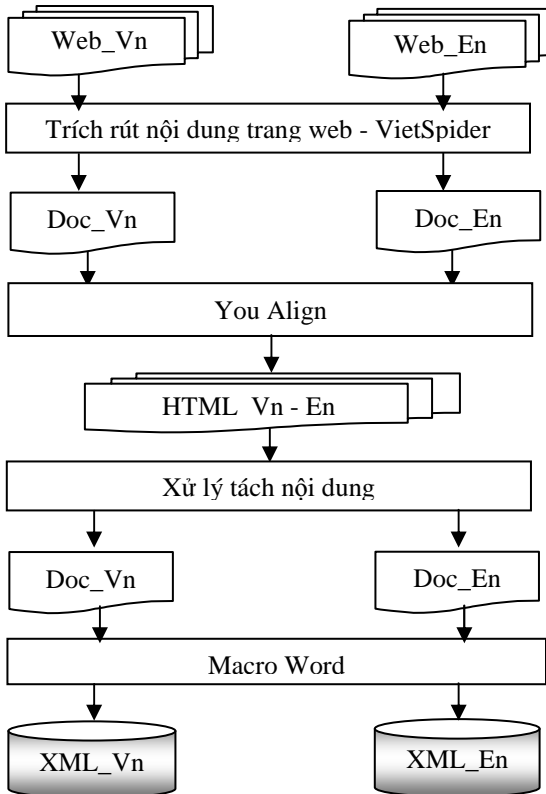 Web_Vn
Web_En
Trích rút nội dung trang web - VietSpider
Doc_Vn
Doc_En
You Align
HTML Vn - En
Xử lý tách nội dung
Doc_Vn
Doc_En
Macro Word
XML_Vn
XML_En